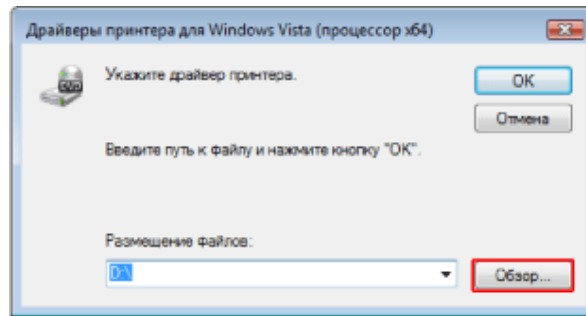 Драйверы принтера для Windows Vista (процессор x64)
Укажите драйвер принтера.
OK
Отмена
Введите путь к файлу и нажмите кнопку "OK".
Размещение файлов:
D:\
Обзор...